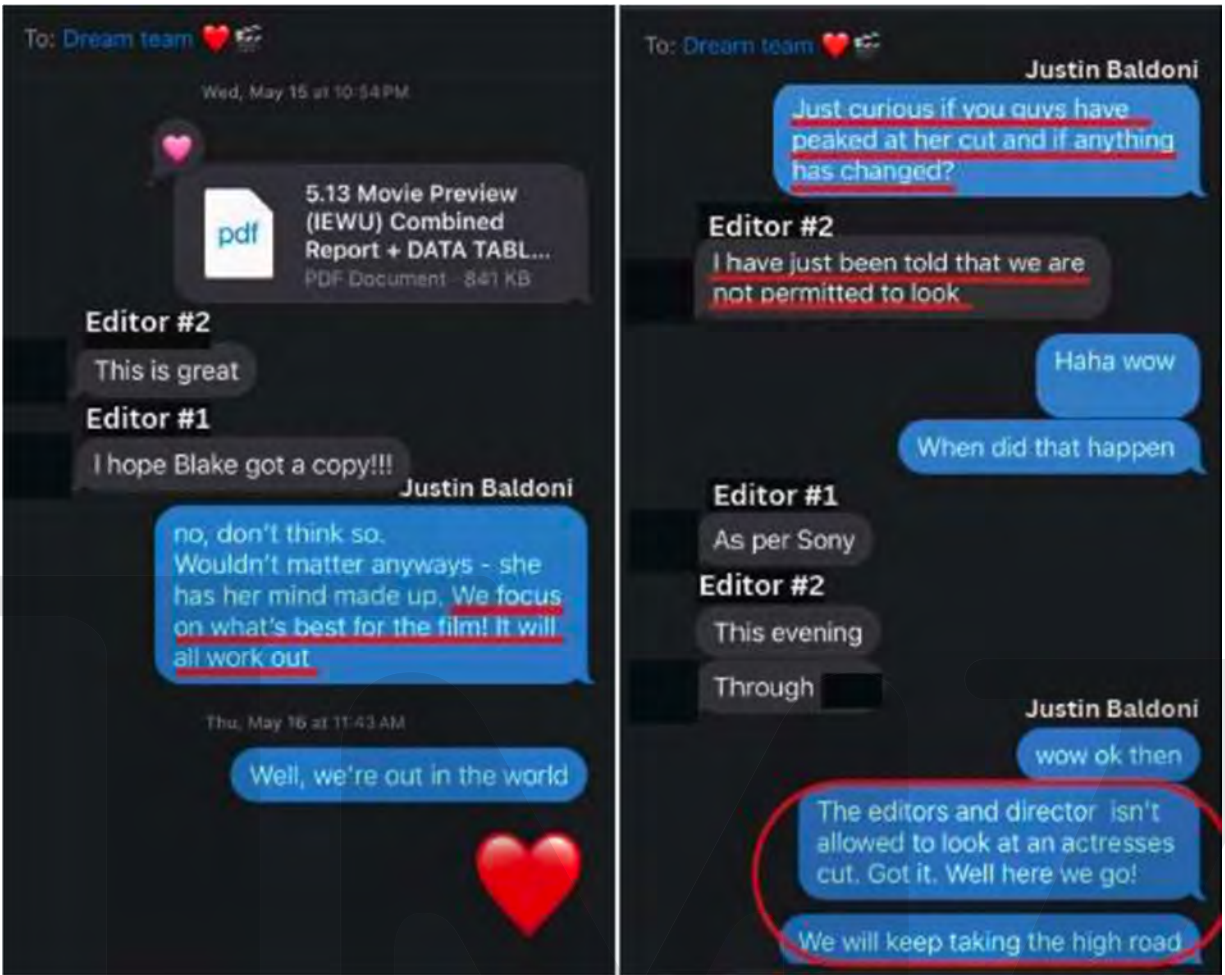 To: Dream team ❤️🎬
Wed, May 15 at 10:54 PM
5.13 Movie Preview
(IEWU) Combined
Report + DATA TABL...
pdf
PDF Document · 841 KB
Editor #2
This is great
Editor #1
I hope Blake got a copy!!!
Justin Baldoni
no, don't think so.
Wouldn't matter anyways - she
has her mind made up. We focus
on what's best for the film! It will
all work out
Thu, May 16 at 11:43 AM
Well, we're out in the world
To: Dream team ❤️🎬
Justin Baldoni
Just curious if you guys have
peaked at her cut and if anything
has changed?
Editor #2
I have just been told that we are
not permitted to look
Haha wow
When did that happen
Editor #1
As per Sony
Editor #2
This evening
Through
Justin Baldoni
wow ok then
The editors and director isn't
allowed to look at an actresses
cut. Got it. Well here we go!
We will keep taking the high road